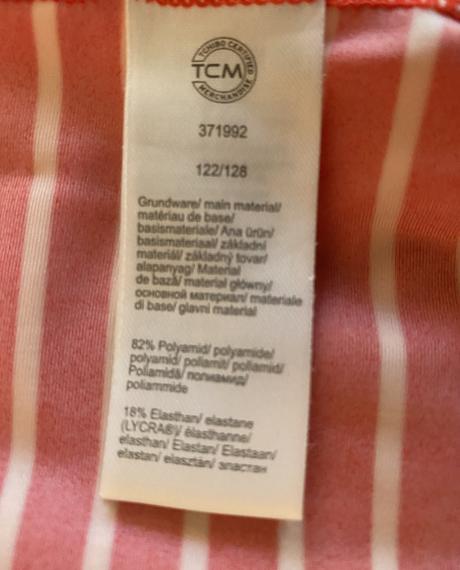 TCHIBO CERTIFIED
TCM
MERCHANDISE
371992
122/128
Grundware/ main material/
matériau de base/
basismateriale/ Ana ürün/
basismateriaal/ základní
materiál/ základný tovar/
alapanyag/ Material
de bază/ materiał główny/
основной материал/ materiale
di base/ glavni material
82% Polyamid/ polyamide/
polyamid/ poliamit/ poliamid/
Poliamidă/ полиамид/
poliammide
18% Elasthan/ elastane
(LYCRA®)/ élasthanne/
elasthan/ Elastan/ Elastaan/
elastan/ elasztán/ эластан